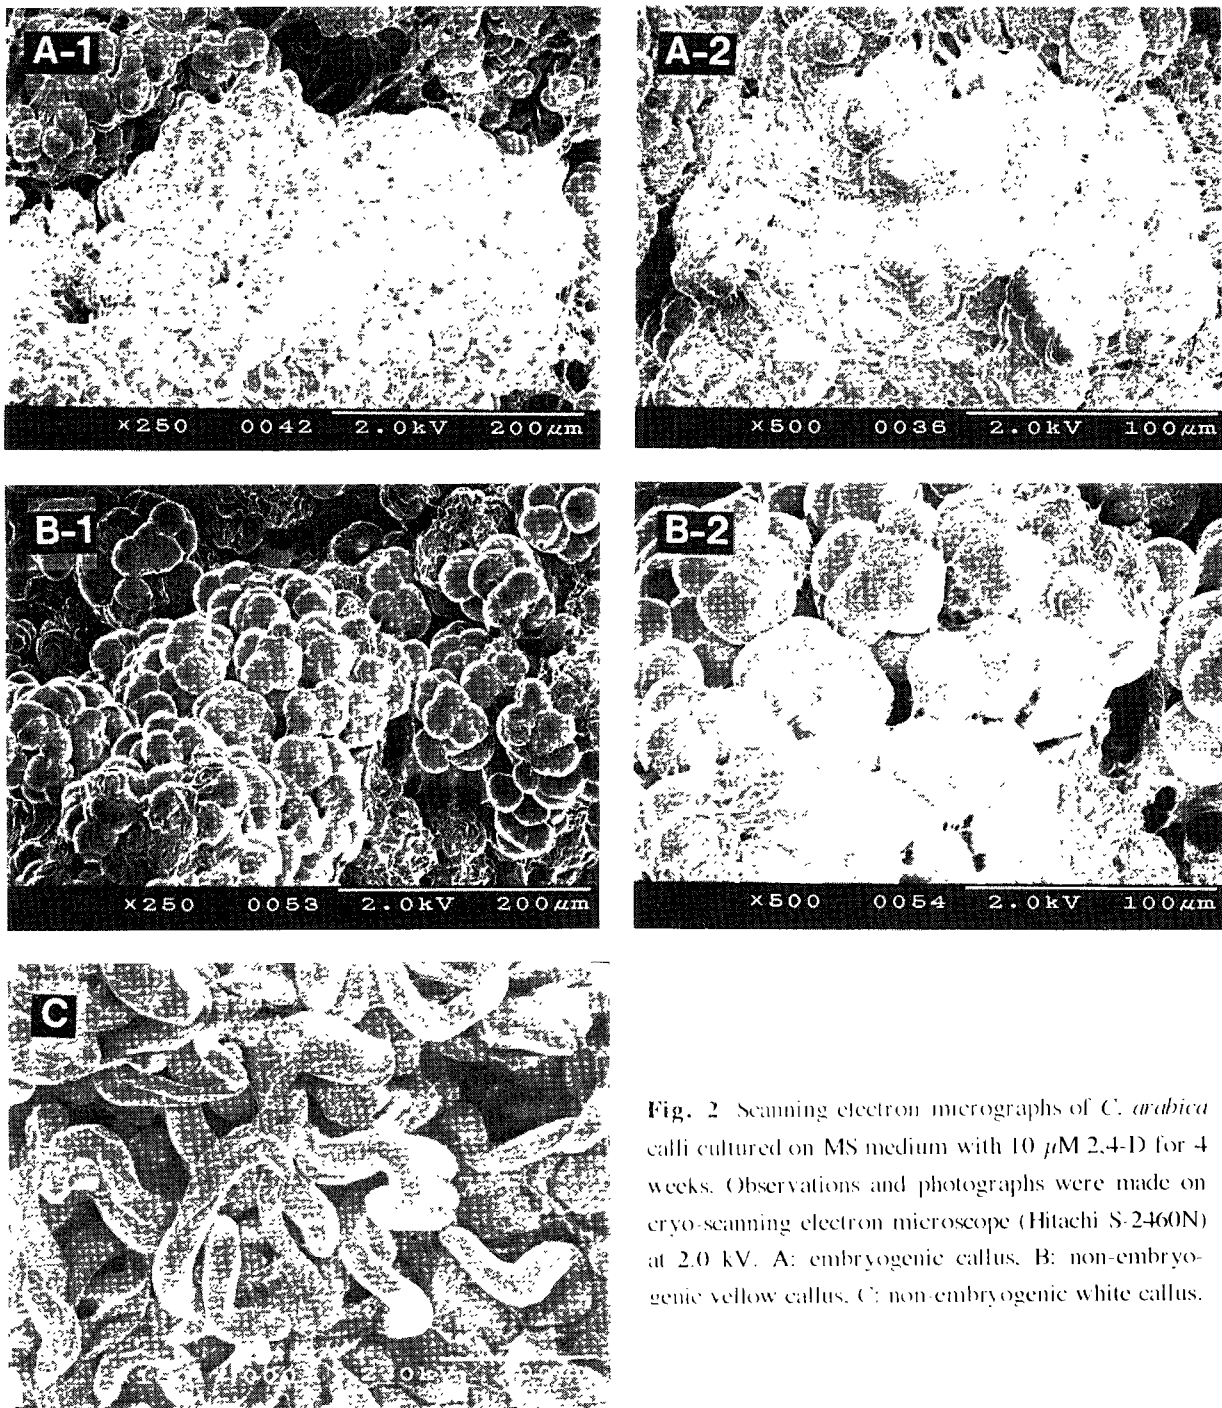 A-1
A-2
×250 0042 2.0kV 200μm
×500 0036 2.0kV 100μm
B-1
B-2
×250 0053 2.0kV 200μm
×500 0054 2.0kV 100μm
C
Fig. 2 Scanning electron micrographs of C. arabica
calli cultured on MS medium with 10 μM 2,4-D for 4
weeks. Observations and photographs were made on
cryo-scanning electron microscope (Hitachi S-2460N)
at 2.0 kV. A: embryogenic callus, B: non-embryo-
genic yellow callus, C: non-embryogenic white callus.